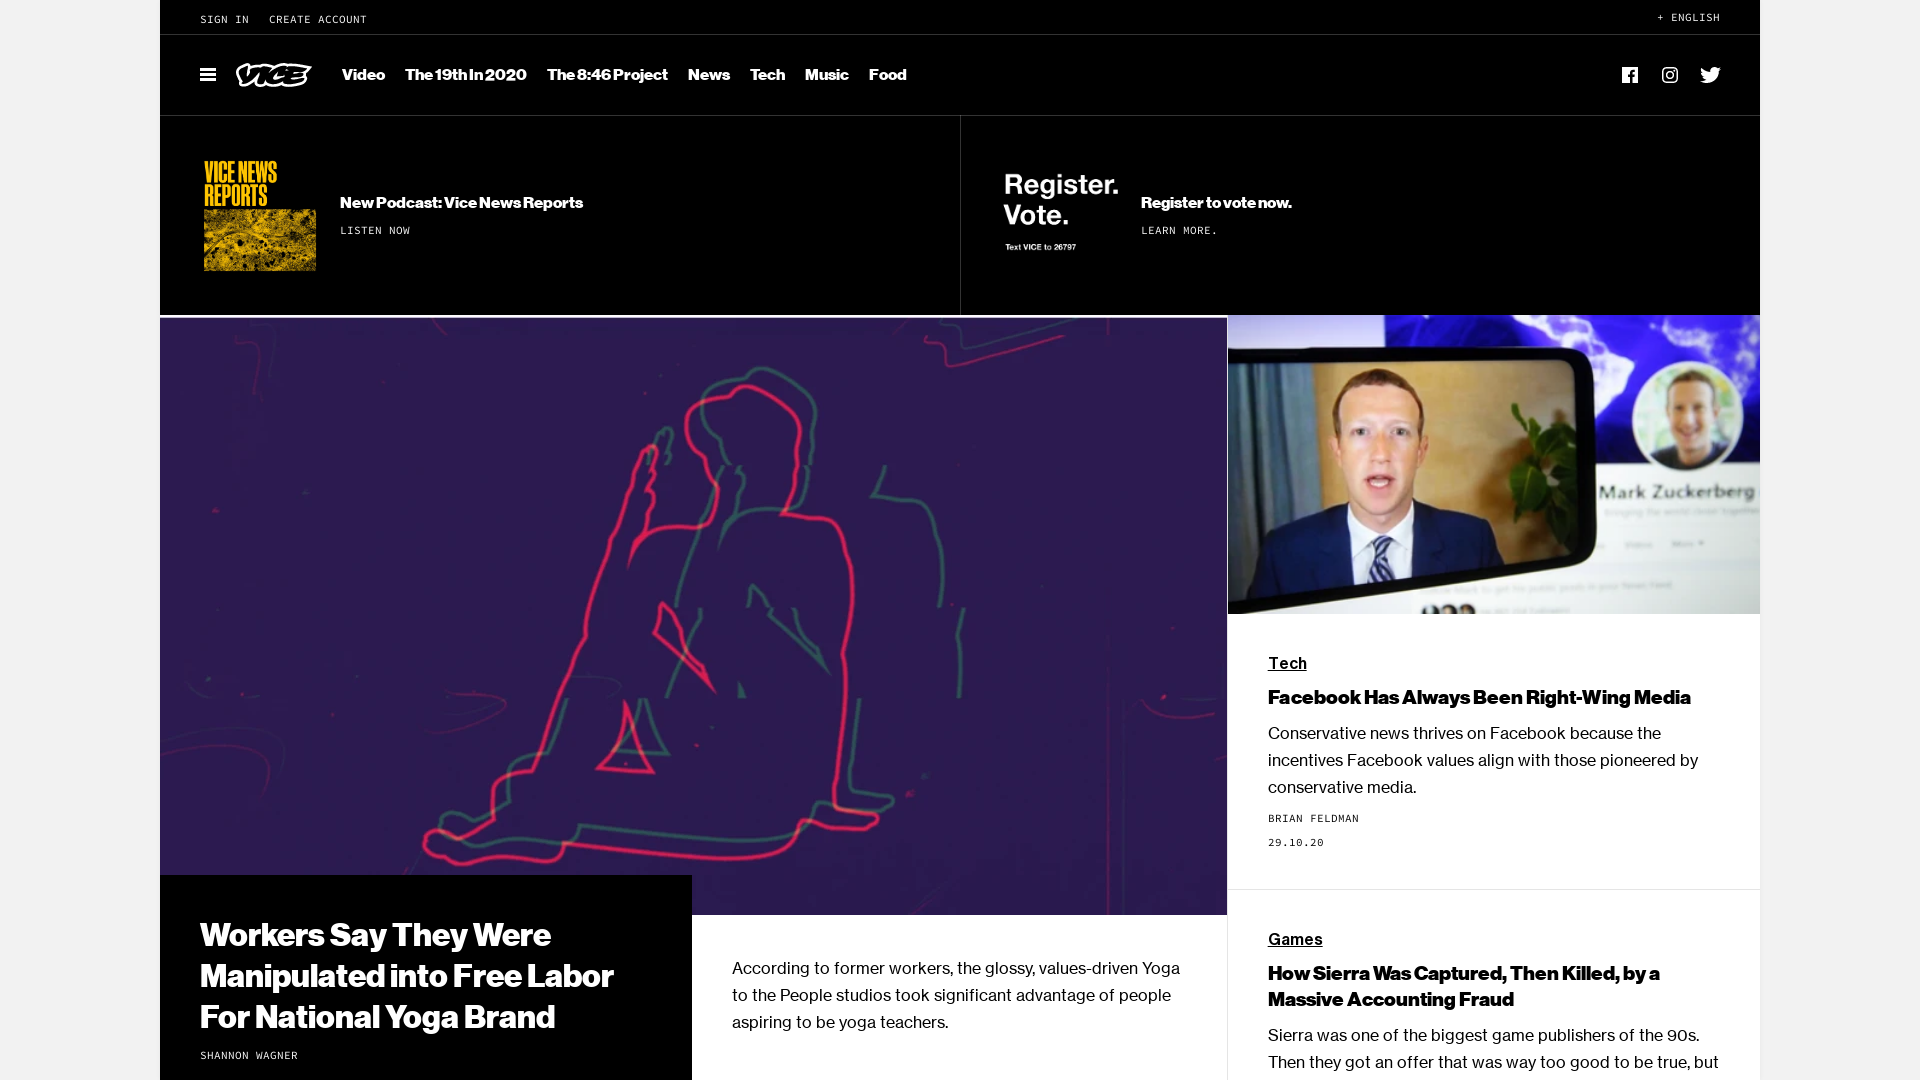 SIGN IN
CREATE ACCOUNT
+ ENGLISH
VICE
Video
The 19th In 2020
The 8:46 Project
News
Tech
Music
Food
VICE NEWS
REPORTS
New Podcast: Vice News Reports
LISTEN NOW
Register.
Vote.
Text VICE to 26797
Register to vote now.
LEARN MORE.
Mark Zuckerberg
Bringing the world closer together
Workers Say They Were
Manipulated into Free Labor
For National Yoga Brand
SHANNON WAGNER
According to former workers, the glossy, values-driven Yoga
to the People studios took significant advantage of people
aspiring to be yoga teachers.
Tech
Facebook Has Always Been Right-Wing Media
Conservative news thrives on Facebook because the
incentives Facebook values align with those pioneered by
conservative media.
BRIAN FELDMAN
29.10.20
Games
How Sierra Was Captured, Then Killed, by a
Massive Accounting Fraud
Sierra was one of the biggest game publishers of the 90s.
Then they got an offer that was way too good to be true, but